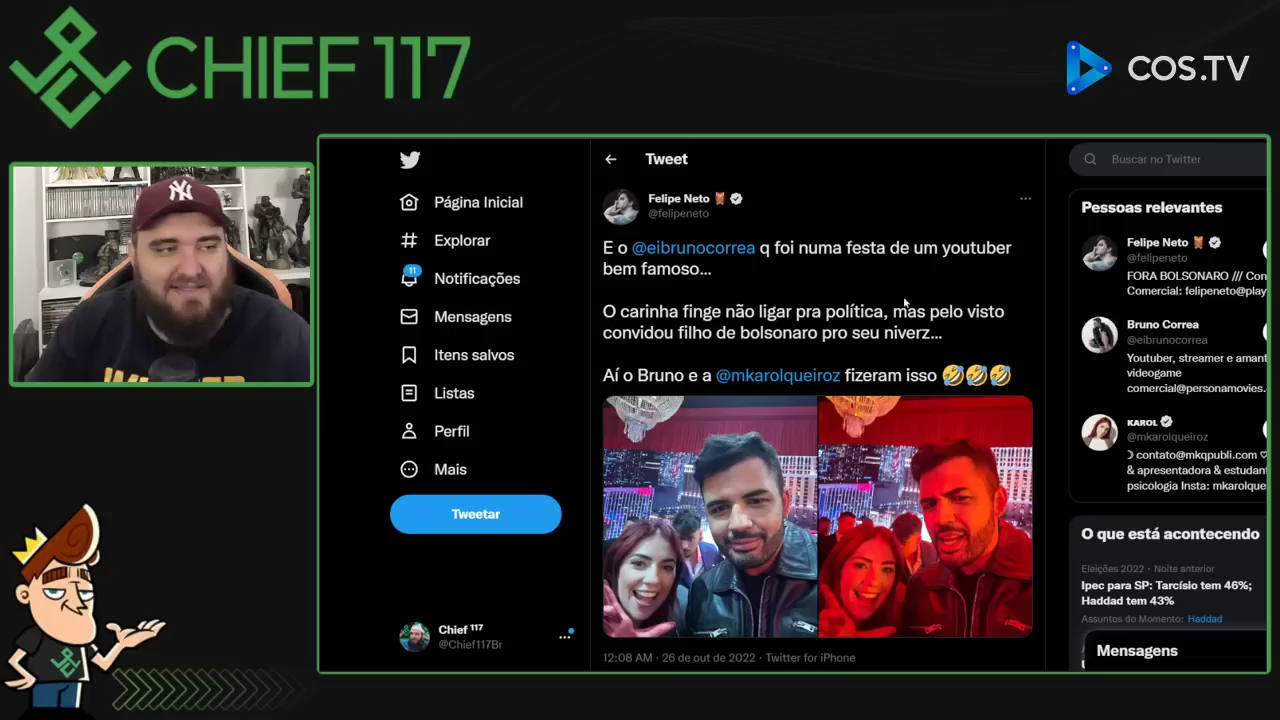 CHIEF 117
COS.TV
NY
Página Inicial
Explorar
11
Notificações
Mensagens
Itens salvos
Listas
Perfil
Mais
Tweetar
Chief 117
@Chief117Br
Tweet
Felipe Neto
@felipeneto
E o @eibrunocorrea q foi numa festa de um youtuber
bem famoso...
O carinha finge não ligar pra política, mas pelo visto
convidou filho de bolsonaro pro seu niverz...
Aí o Bruno e a @mkarolqueiroz fizeram isso 🤣🤣🤣
12:08 AM · 26 de out de 2022 · Twitter for iPhone
Buscar no Twitter
Pessoas relevantes
Felipe Neto
@felipeneto
FORA BOLSONARO /// Con
Comercial: felipeneto@play
Bruno Correa
@eibrunocorrea
Youtuber, streamer e amant
videogame
comercial@personamovies.
KAROL
@mkarolqueiroz
☽ contato@mkqpubli.com ♡
& apresentadora & estudant
psicologia Insta: mkarolque
O que está acontecendo
Eleições 2022 · Noite anterior
Ipec para SP: Tarcísio tem 46%;
Haddad tem 43%
Assuntos do Momento: Haddad
Mensagens